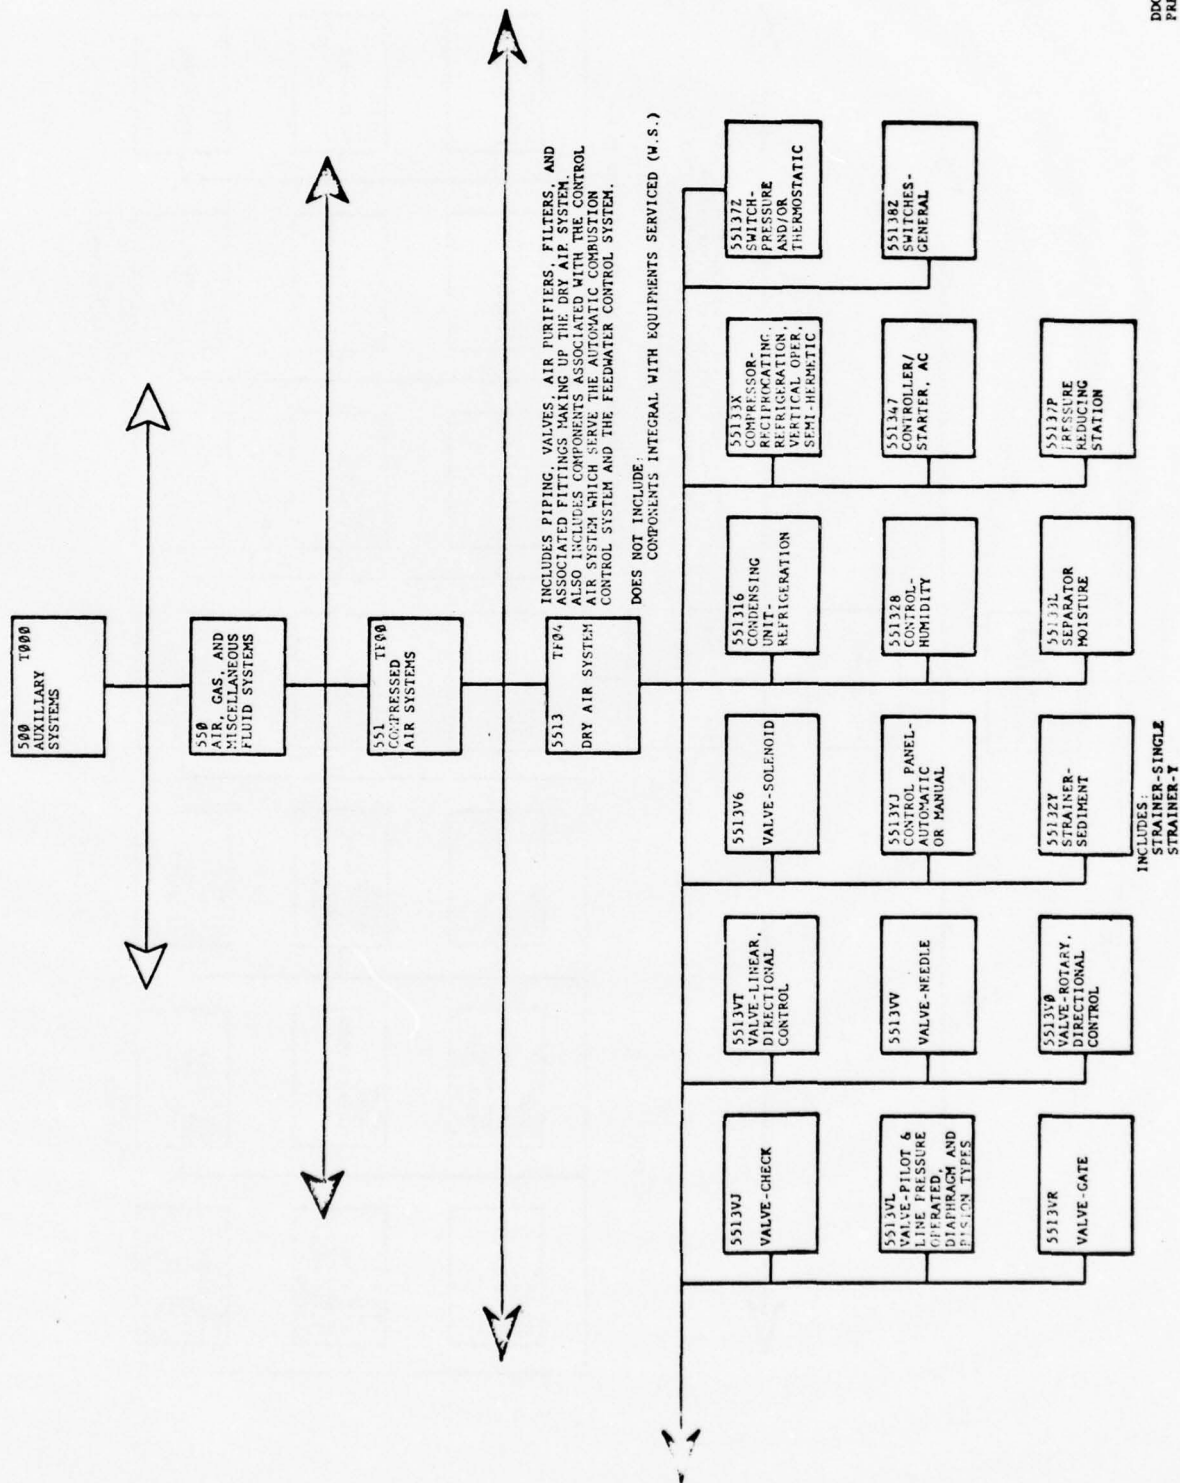 500 T000
AUXILIARY
SYSTEMS
550
AIR, GAS, AND
MISCELLANEOUS
FLUID SYSTEMS
551 TF00
COMPRESSED
AIR SYSTEMS
5513 TF04
DRY AIR SYSTEM
INCLUDES PIPING, VALVES, AIR PURIFIERS, FILTERS, AND
ASSOCIATED FITTINGS MAKING UP THE DRY AIR SYSTEM.
ALSO INCLUDES COMPONENTS ASSOCIATED WITH THE CONTROL
AIR SYSTEM WHICH SERVE THE AUTOMATIC COMBUSTION
CONTROL SYSTEM AND THE FEEDWATER CONTROL SYSTEM.
DOES NOT INCLUDE:
COMPONENTS INTEGRAL WITH EQUIPMENTS SERVICED (W.S.)
5513VJ
VALVE-CHECK
5513VL
VALVE-PILOT &
LINE PRESSURE
OPERATED,
DIAPHRAGM AND
PISTON TYPES
5513VR
VALVE-GATE
5513VT
VALVE-LINEAR,
DIRECTIONAL
CONTROL
5513VV
VALVE-NEEDLE
5513V0
VALVE-ROTARY,
DIRECTIONAL
CONTROL
5513V6
VALVE-SOLENOID
5513YJ
CONTROL PANEL-
AUTOMATIC
OR MANUAL
5513ZY
STRAINER-
SEDIMENT
INCLUDES:
STRAINER-SINGLE
STRAINER-Y
551316
CONDENSING
UNIT-
REFRIGERATION
551328
CONTROL-
HUMIDITY
55133L
SEPARATOR
MOISTURE
55133X
COMPRESSOR-
RECIPROCATING,
REFRIGERATION,
VERTICAL OPER,
SEMI-HERMETIC
551347
CONTROLLER/
STARTER, AC
55137P
PRESSURE
REDUCING
STATION
55137Z
SWITCH-
PRESSURE
AND/OR
THERMOSTATIC
55138Z
SWITCHES-
GENERAL